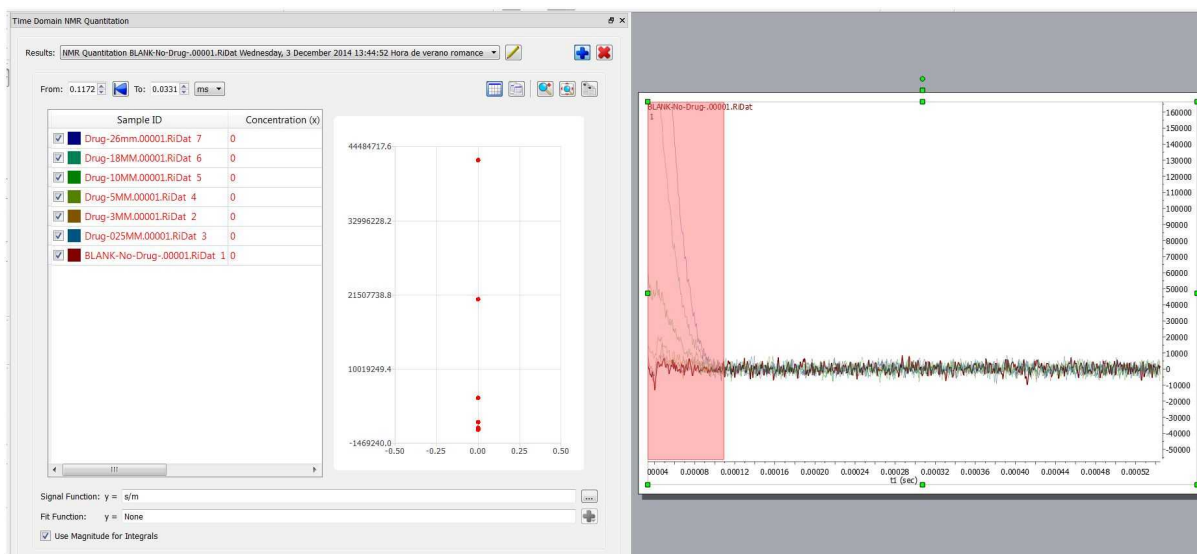 Time Domain NMR Quantitation
Results: NMR Quantitation BLANK-No-Drug-.00001.RiDat Wednesday, 3 December 2014 13:44:52 Hora de verano romance
From: 0.1172 To: 0.0331 ms
Sample ID Concentration (x)
Drug-26mm.00001.RiDat 7 0
Drug-18MM.00001.RiDat 6 0
Drug-10MM.00001.RiDat 5 0
Drug-5MM.00001.RiDat 4 0
Drug-3MM.00001.RiDat 2 0
Drug-025MM.00001.RiDat 3 0
BLANK-No-Drug-.00001.RiDat 1 0
44484717.6
32996228.2
21507738.8
10019249.4
-1469240.0
-0.50 -0.25 0.00 0.25 0.50
Signal Function: y = s/m
...
Fit Function: y = None
Use Magnitude for Integrals
BLANK-No-Drug-.00001.RiDat
1
160000
150000
140000
130000
120000
110000
100000
90000
80000
70000
60000
50000
40000
30000
20000
10000
0
-10000
-20000
-30000
-40000
-50000
0.00008 0.00012 0.00016 0.00020 0.00024 0.00028 0.00032 0.00036 0.00040 0.00044 0.00048 0.00052
t1 (sec)